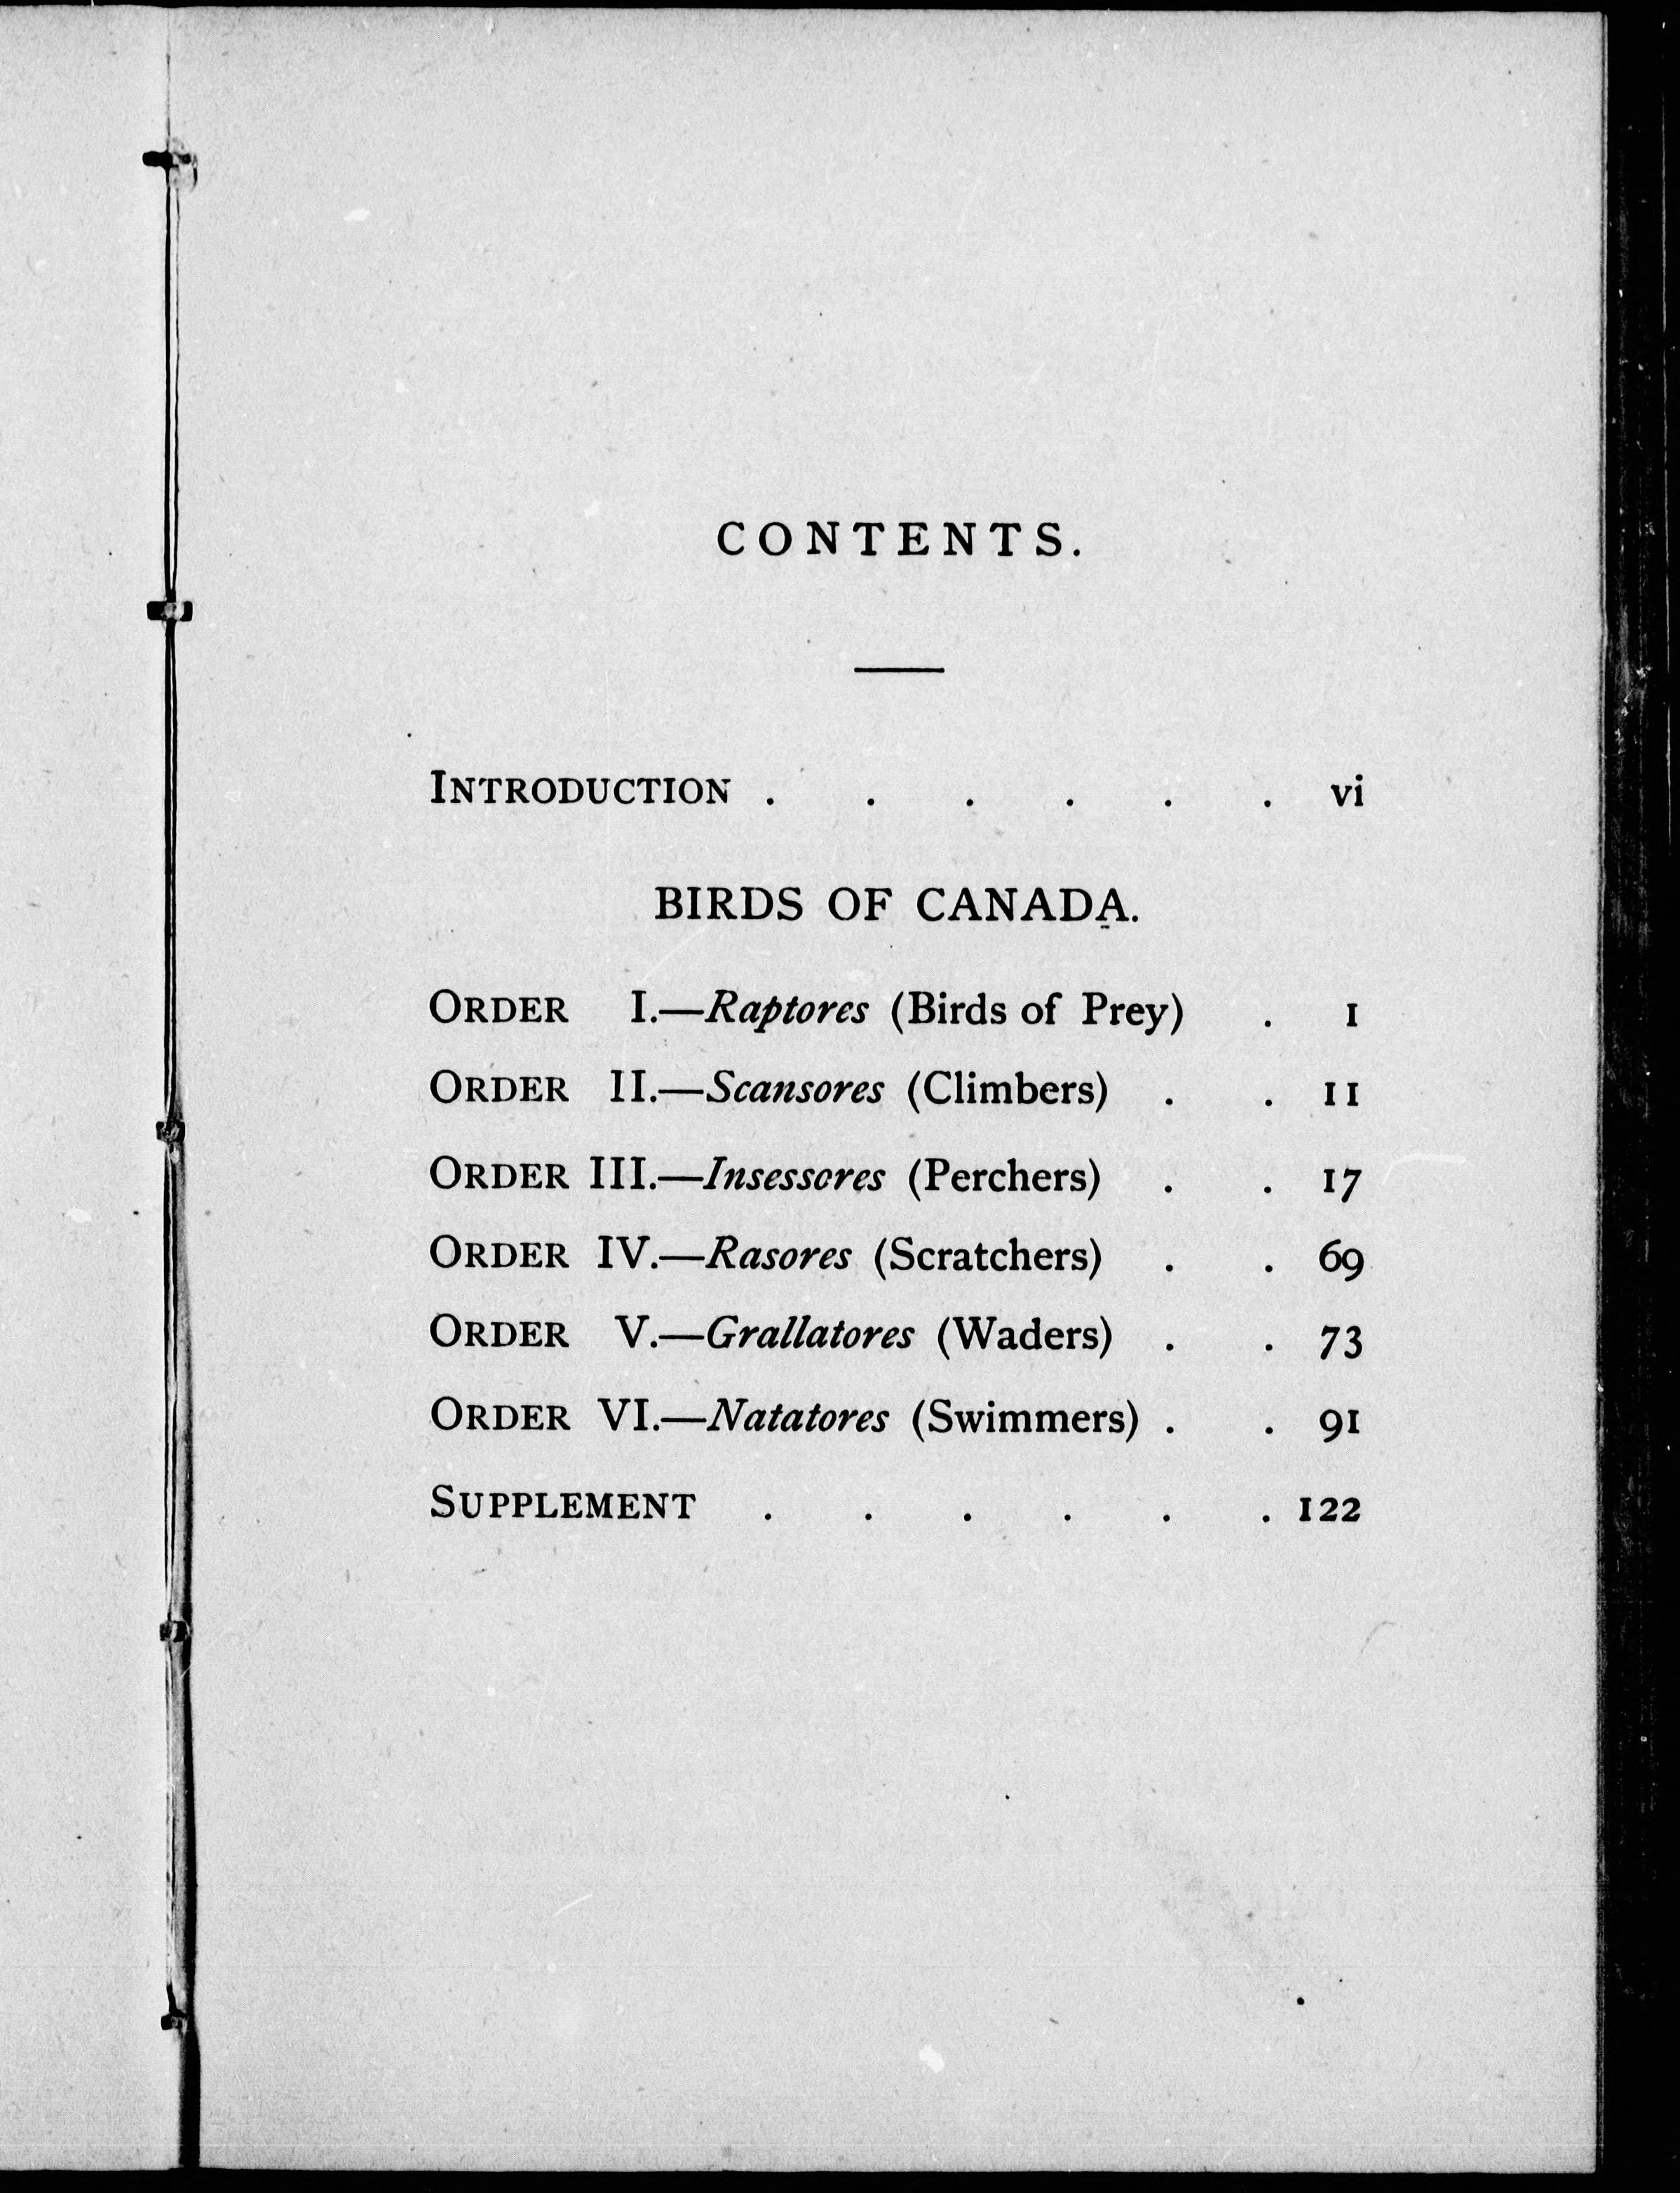 CONTENTS.
INTRODUCTION . . . . . . vi
BIRDS OF CANADA.
ORDER I.—Raptores (Birds of Prey) . 1
ORDER II.—Scansores (Climbers) . . 11
ORDER III.—Insessores (Perchers) . . 17
ORDER IV.—Rasores (Scratchers) . . 69
ORDER V.—Grallatores (Waders) . . 73
ORDER VI.—Natatores (Swimmers) . . 91
SUPPLEMENT . . . . . . 122